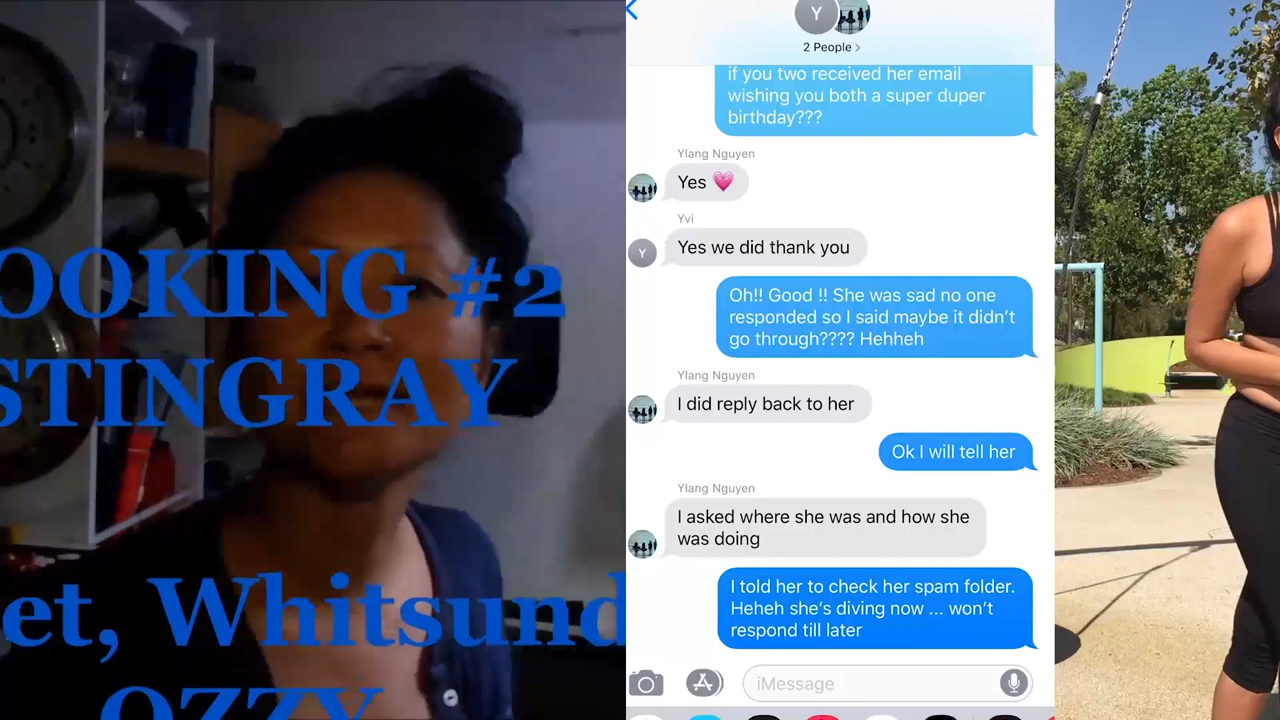 OOKING #2
STINGRAY
et, Whitsund
OZZY
Y
2 People >
if you two received her email
wishing you both a super duper
birthday???
Ylang Nguyen
Yes 💗
Yvi
Y
Yes we did thank you
Oh!! Good !! She was sad no one
responded so I said maybe it didn't
go through???? Hehheh
Ylang Nguyen
I did reply back to her
Ok I will tell her
Ylang Nguyen
I asked where she was and how she
was doing
I told her to check her spam folder.
Heheh she's diving now ... won't
respond till later
iMessage